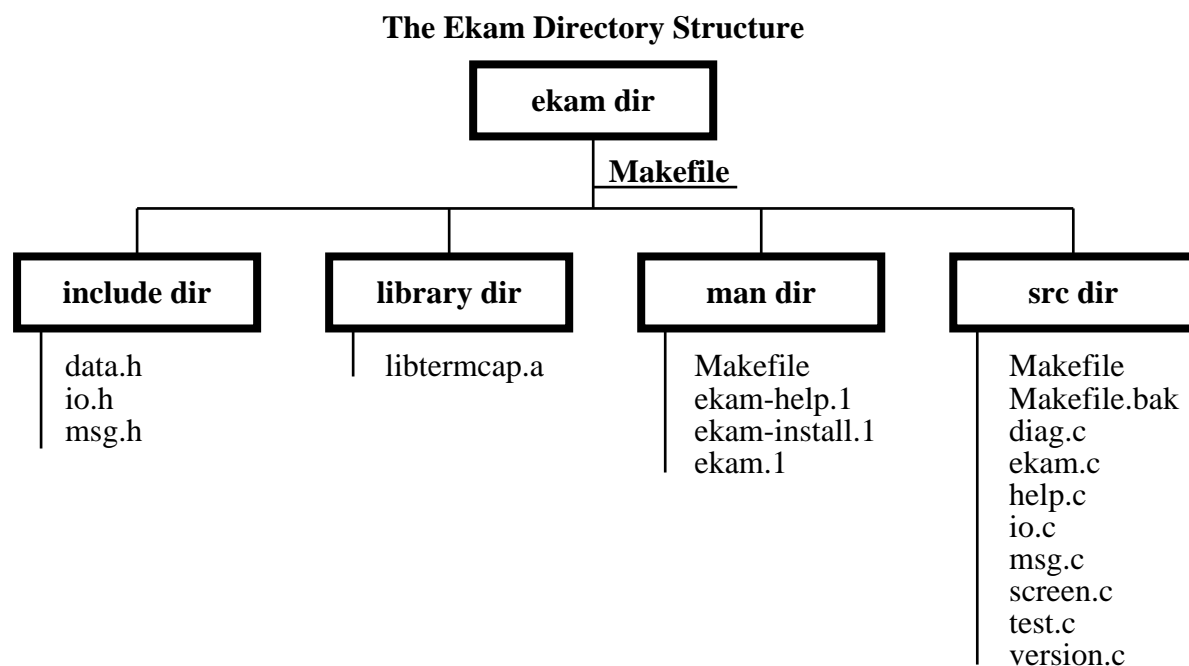 The Ekam Directory Structure
ekam dir
Makefile
include dir
data.h
io.h
msg.h
library dir
libtermcap.a
man dir
Makefile
ekam-help.1
ekam-install.1
ekam.1
src dir
Makefile
Makefile.bak
diag.c
ekam.c
help.c
io.c
msg.c
screen.c
test.c
version.c